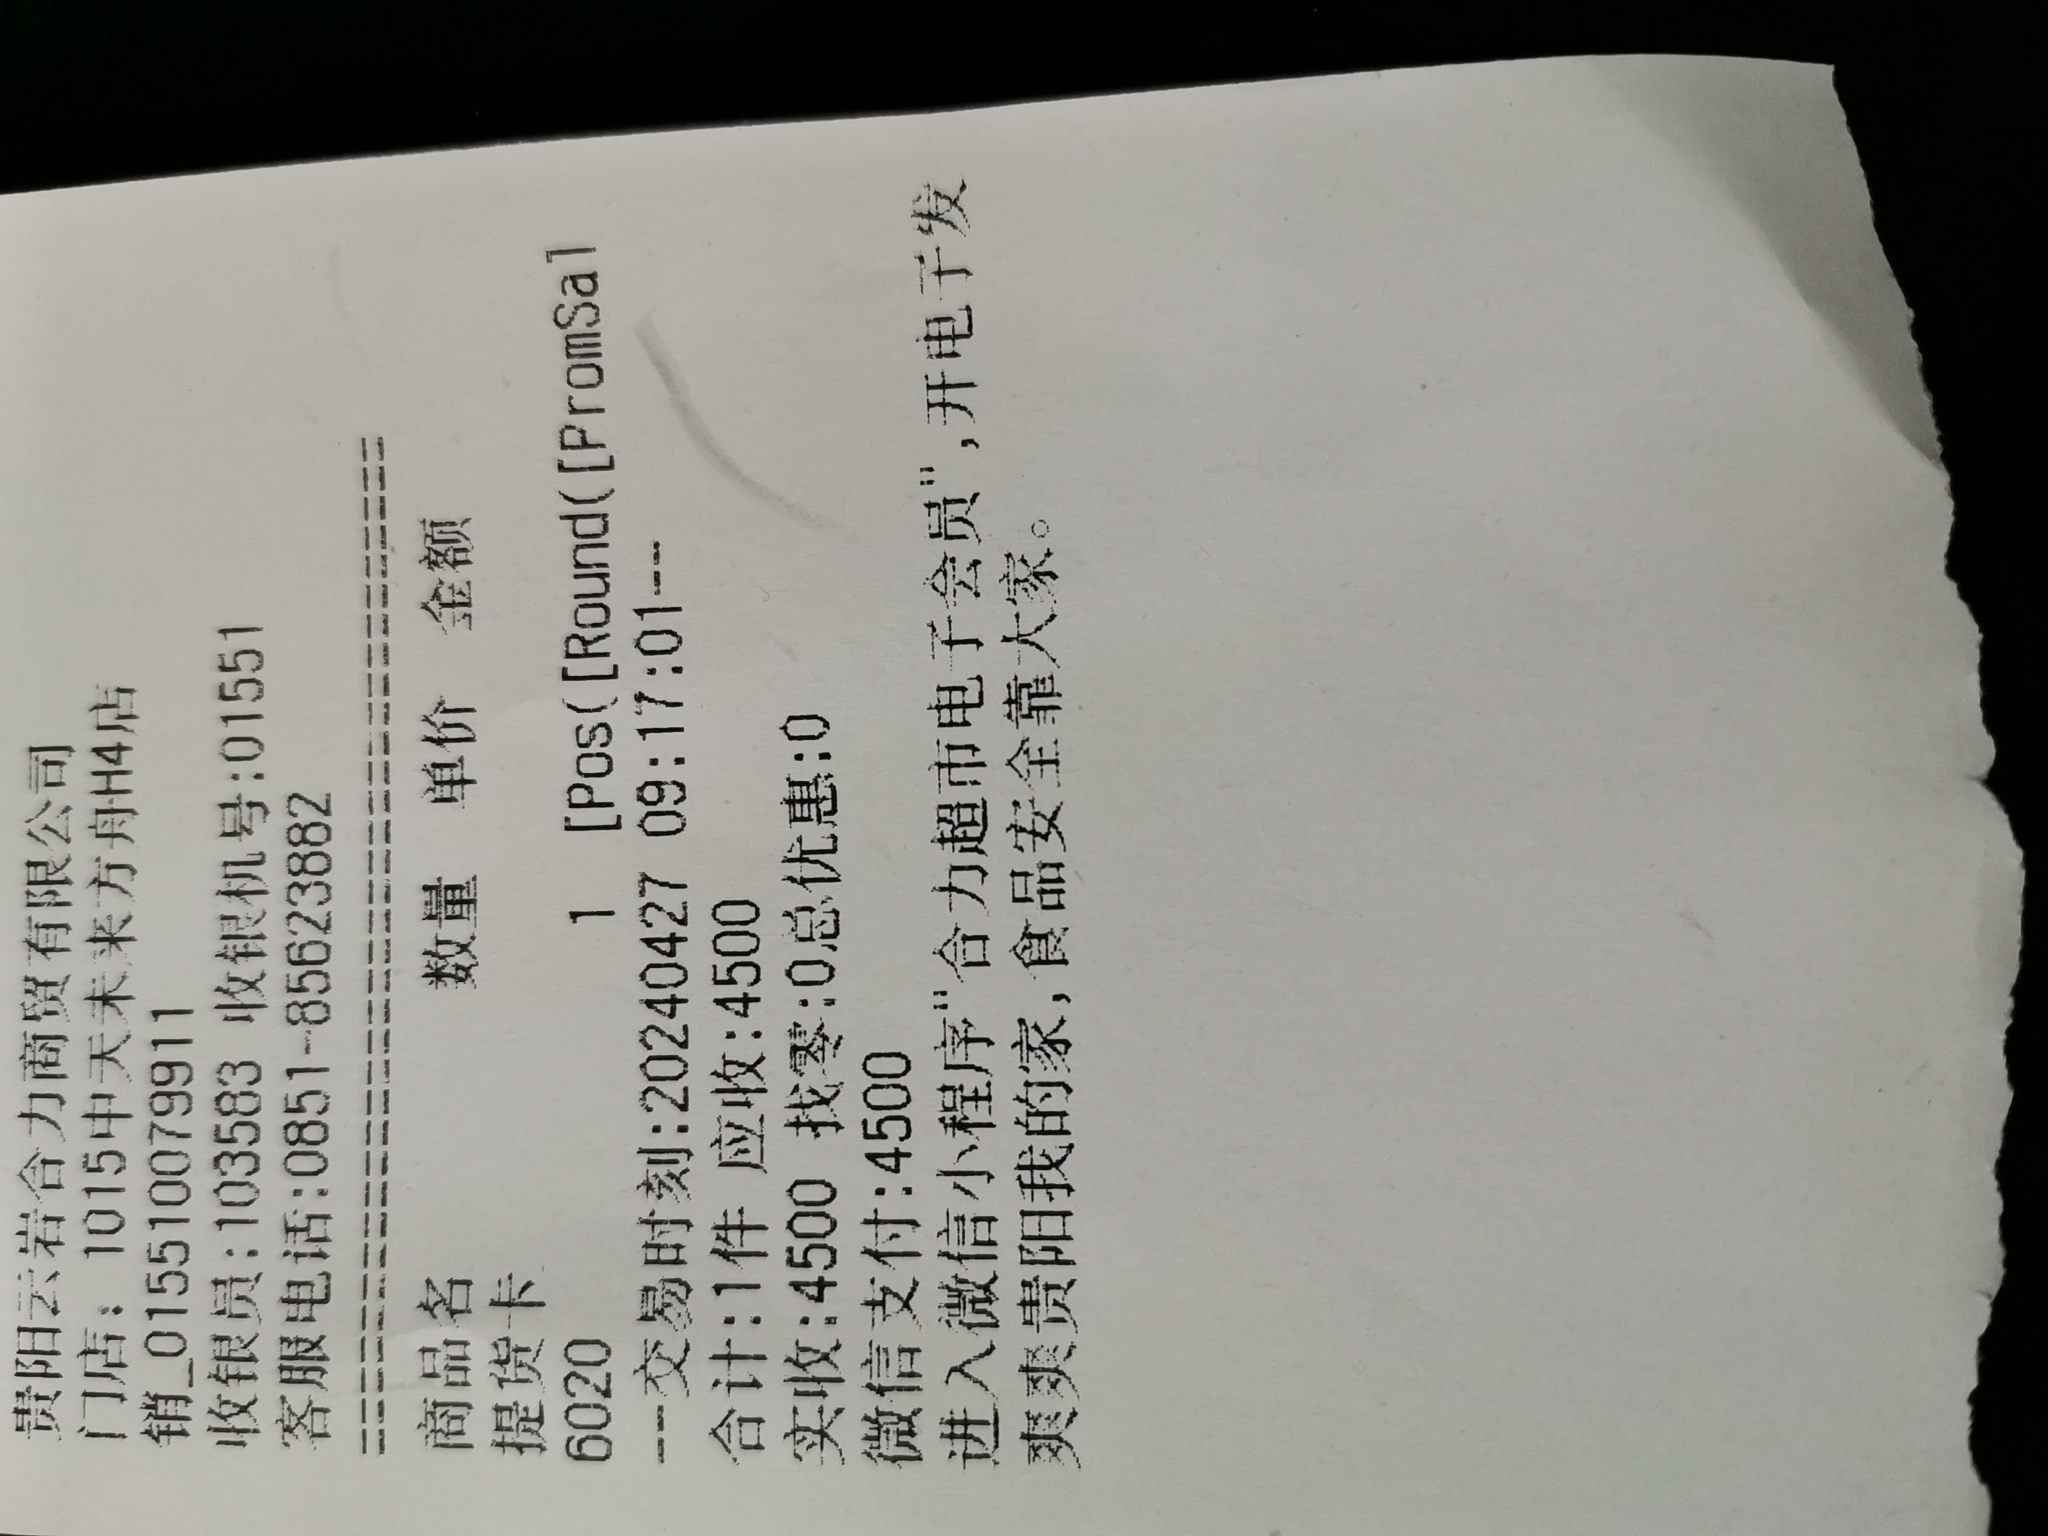 贵阳云岩合力商贸有限公司
门店: 1015中天未来方舟H4店
销_015510079911
收银员:103583 收银机号:01551
客服电话:0851-85623882
==================================
商品名 数量 单价 金额
提货卡
6020 1 [Pos([Round([PromSal
---交易时刻:20240427 09:17:01---
合计:1件 应收:4500
实收:4500 找零:0总优惠:0
微信支付:4500
进入微信小程序"合力超市电子会员",开电子发
爽爽贵阳我的家,食品安全靠大家。